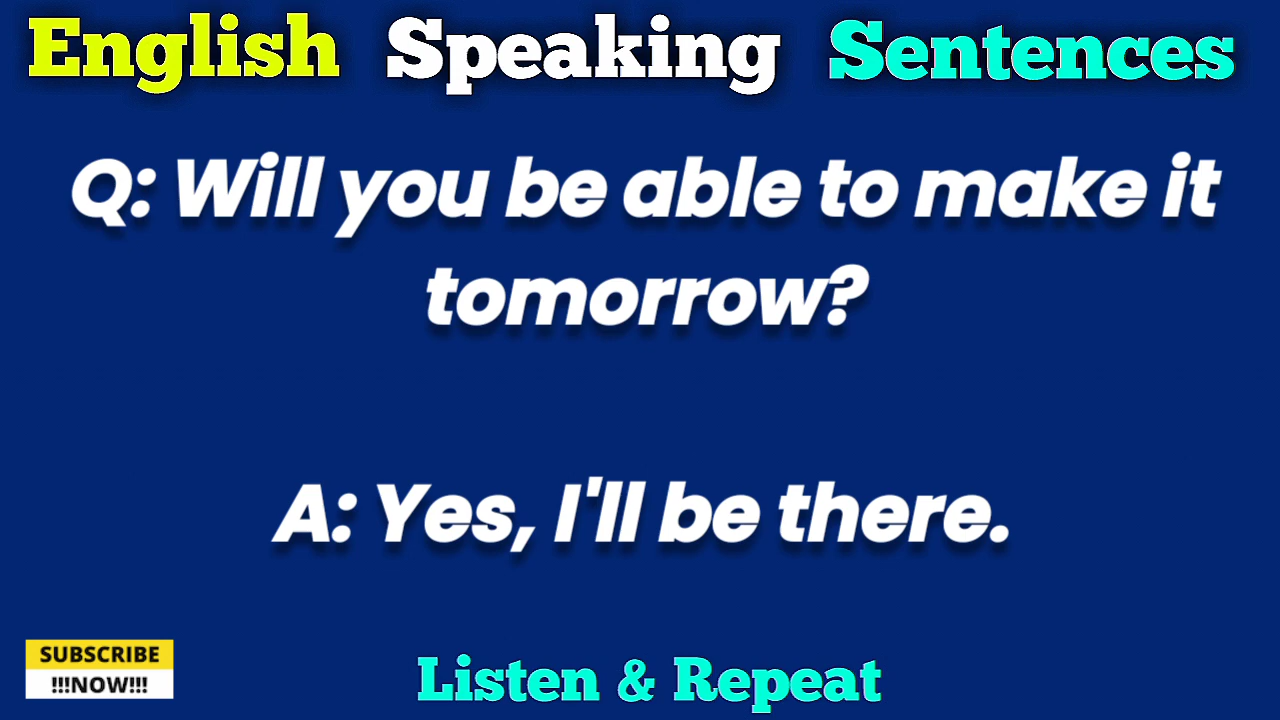 English Speaking Sentences
Q: Will you be able to make it
tomorrow?
A: Yes, I'll be there.
SUBSCRIBE
!!!NOW!!!
Listen & Repeat